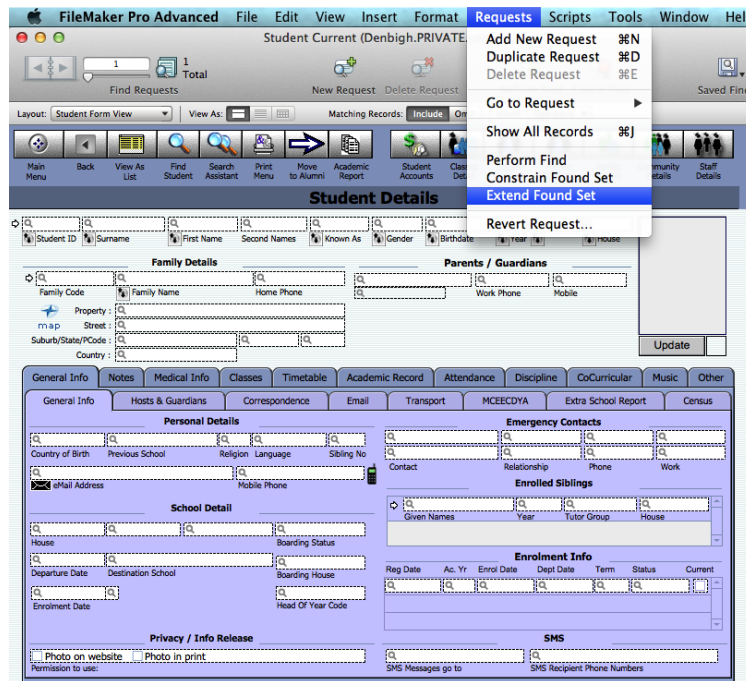 FileMaker Pro Advanced File Edit View Insert Format Requests Scripts Tools Window Hel
Student Current (Denbigh.PRIVATE.
Add New Request ⌘N
Duplicate Request ⌘D
Delete Request ⌘E
Go to Request ▶
Show All Records ⌘J
Perform Find
Constrain Found Set
Extend Found Set
Revert Request...
1
1
Total
Find Requests New Request Delete Request Saved Find
Layout: Student Form View View As: Matching Records: Include Om
Main Menu Back View As List Find Student Search Assistant Print Menu Move to Alumni Academic Report Student Accounts Staff Details
Student Details
Student ID Surname First Name Second Names Known As Gender Birthdate Year House
Family Details Parents / Guardians
Family Code Family Name Home Phone Work Phone Mobile
Property :
map Street :
Suburb/State/PCode :
Country :
Update
General Info Notes Medical Info Classes Timetable Academic Record Attendance Discipline CoCurricular Music Other
General Info Hosts & Guardians Correspondence Email Transport MCEECDYA Extra School Report Census
Personal Details Emergency Contacts
Country of Birth Previous School Religion Language Sibling No
Contact Relationship Phone Work
eMail Address Mobile Phone
Enrolled Siblings
School Detail
Given Names Year Tutor Group House
House Boarding Status
Enrolment Info
Departure Date Destination School Boarding House
Reg Date Ac. Yr Enrol Date Dept Date Term Status Current
Enrolment Date Head Of Year Code
Privacy / Info Release SMS
Photo on website Photo in print
Permission to use: SMS Messages go to SMS Recipient Phone Numbers